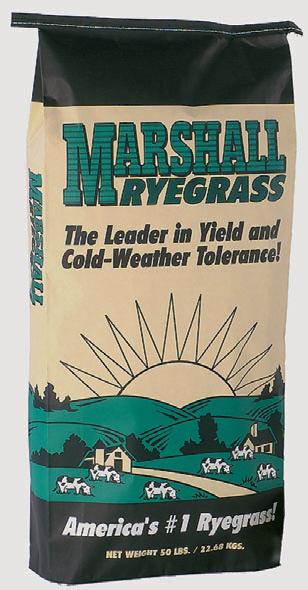 MARSHALL
RYEGRASS
The Leader in Yield and
Cold-Weather Tolerance!
MARSHALL
RYEGRASS
America's #1 Ryegrass!
NET WEIGHT 50 LBS. / 22.68 KGS.